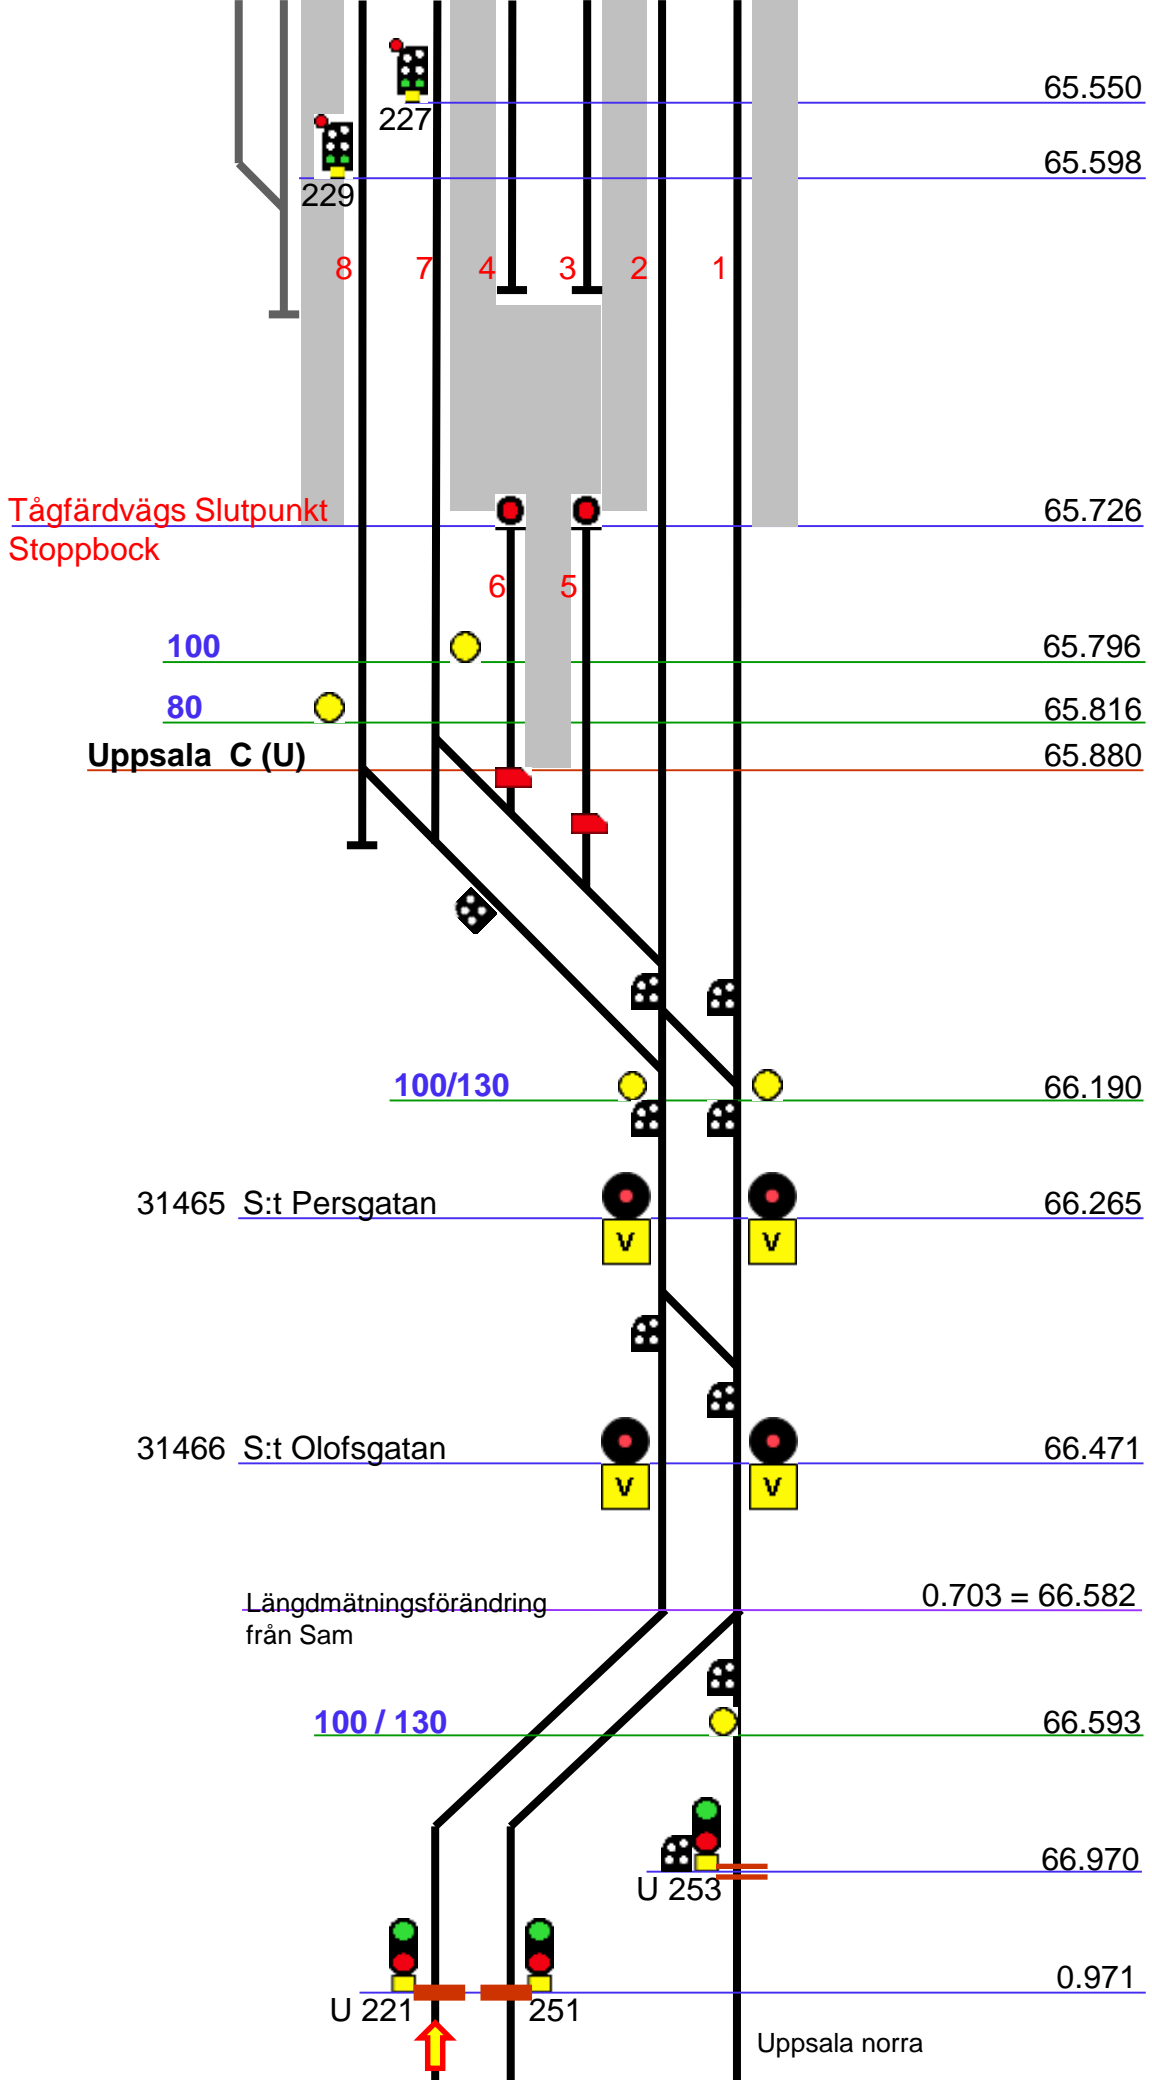 65.550
227
65.598
229
8 7 4 3 2 1
Tågfärdvägs Slutpunkt 65.726
Stoppbock
6 5
100 65.796
80 65.816
Uppsala C (U) 65.880
100/130 66.190
31465 S:t Persgatan 66.265
V V
31466 S:t Olofsgatan 66.471
V V
Längdmätningsförändring 0.703 = 66.582
från Sam
100 / 130 66.593
66.970
U 253
0.971
U 221 251
Uppsala norra